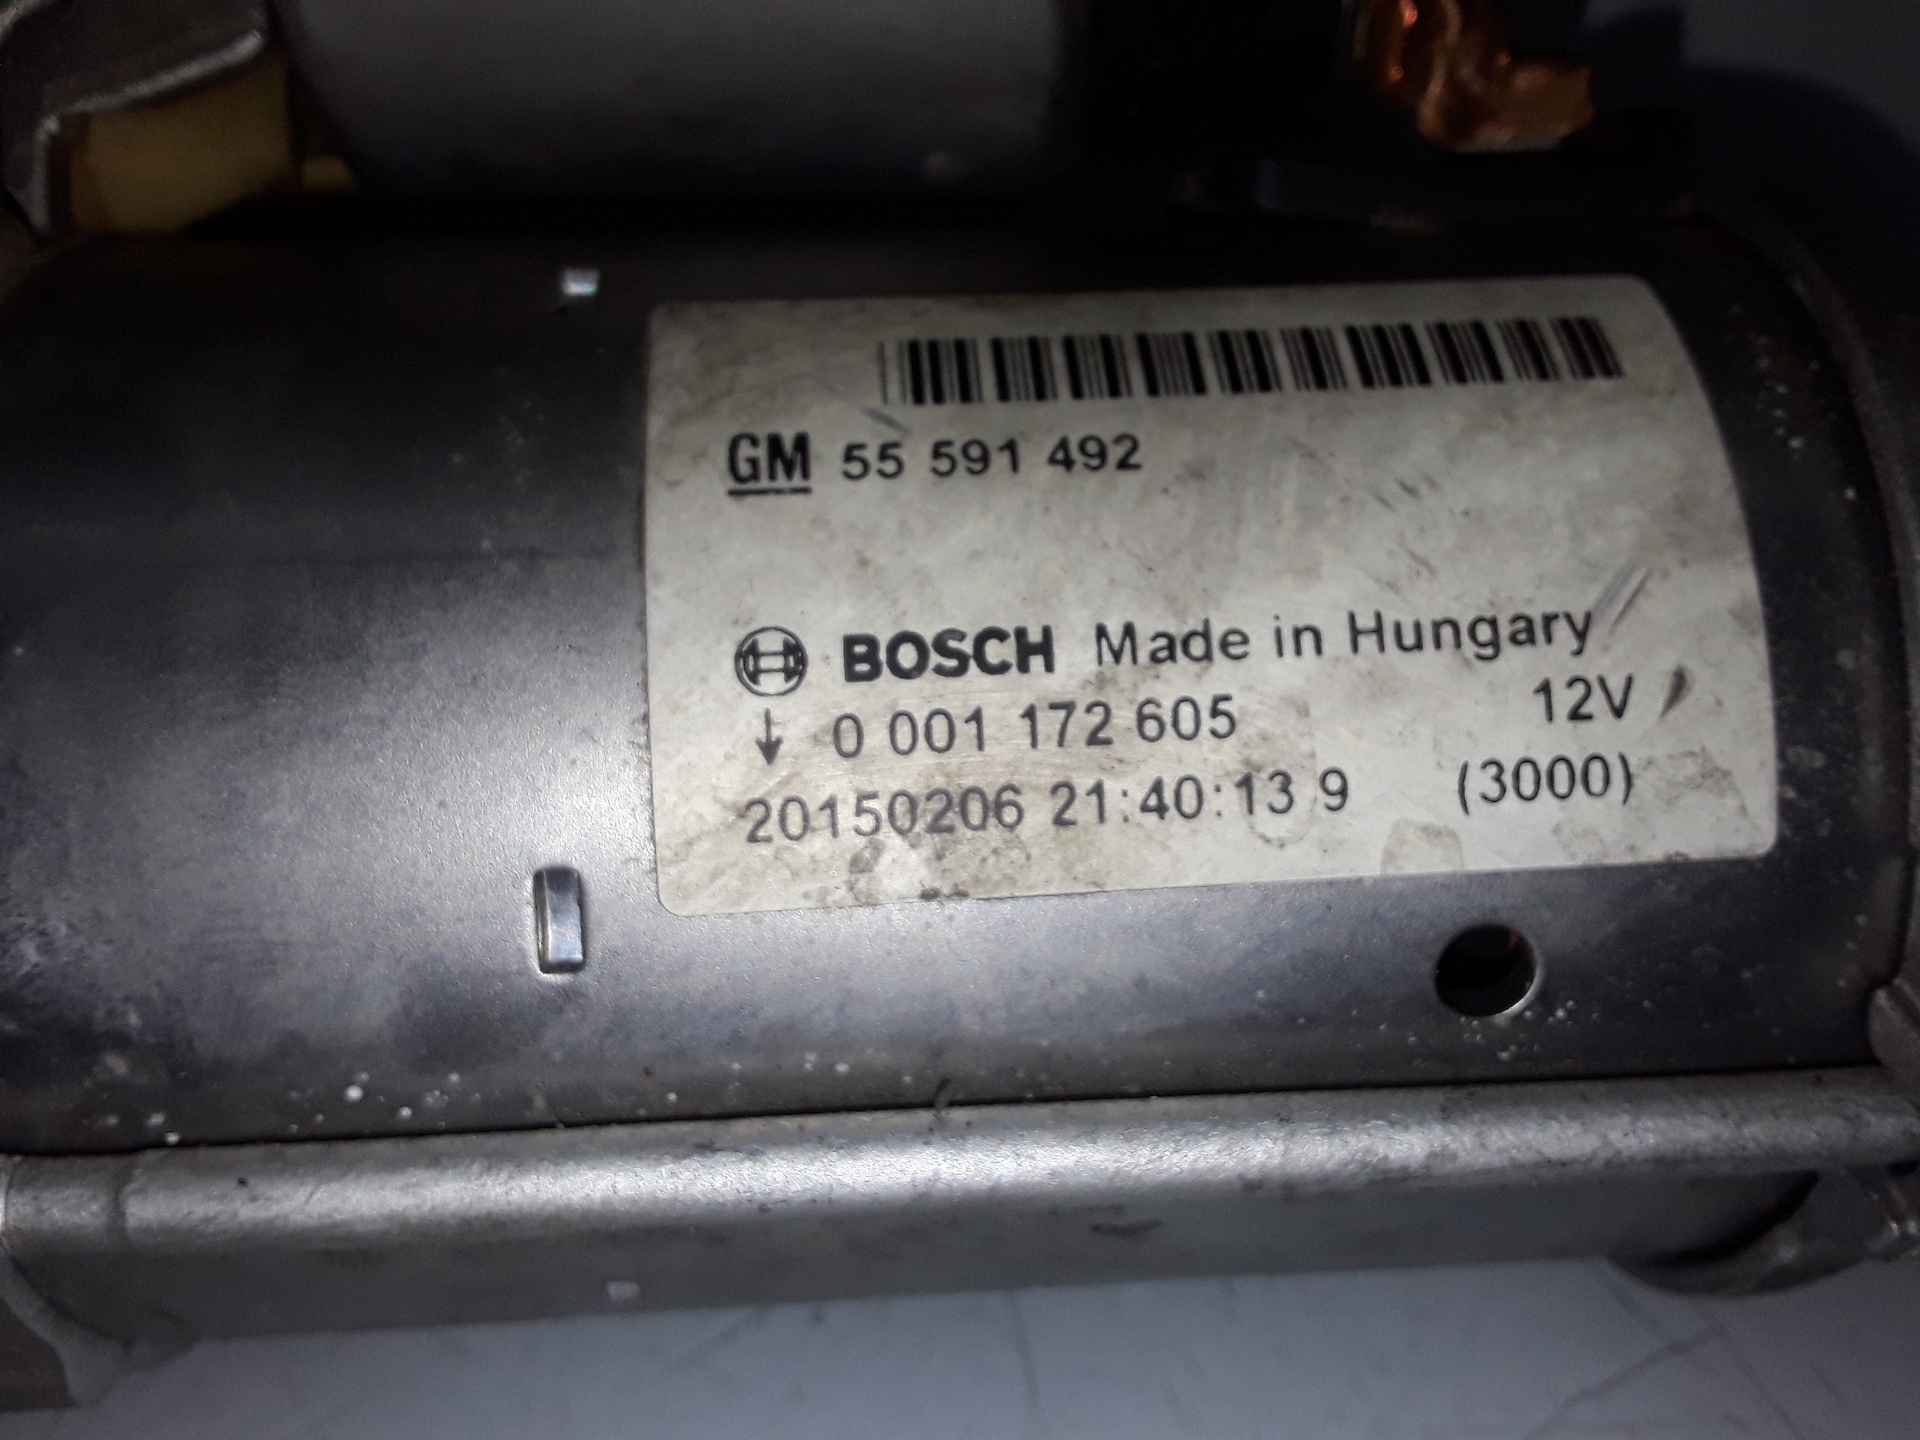 GM 55 591 492
BOSCH Made in Hungary
↓ 0 001 172 605 12V
20150206 21:40:13 9 (3000)